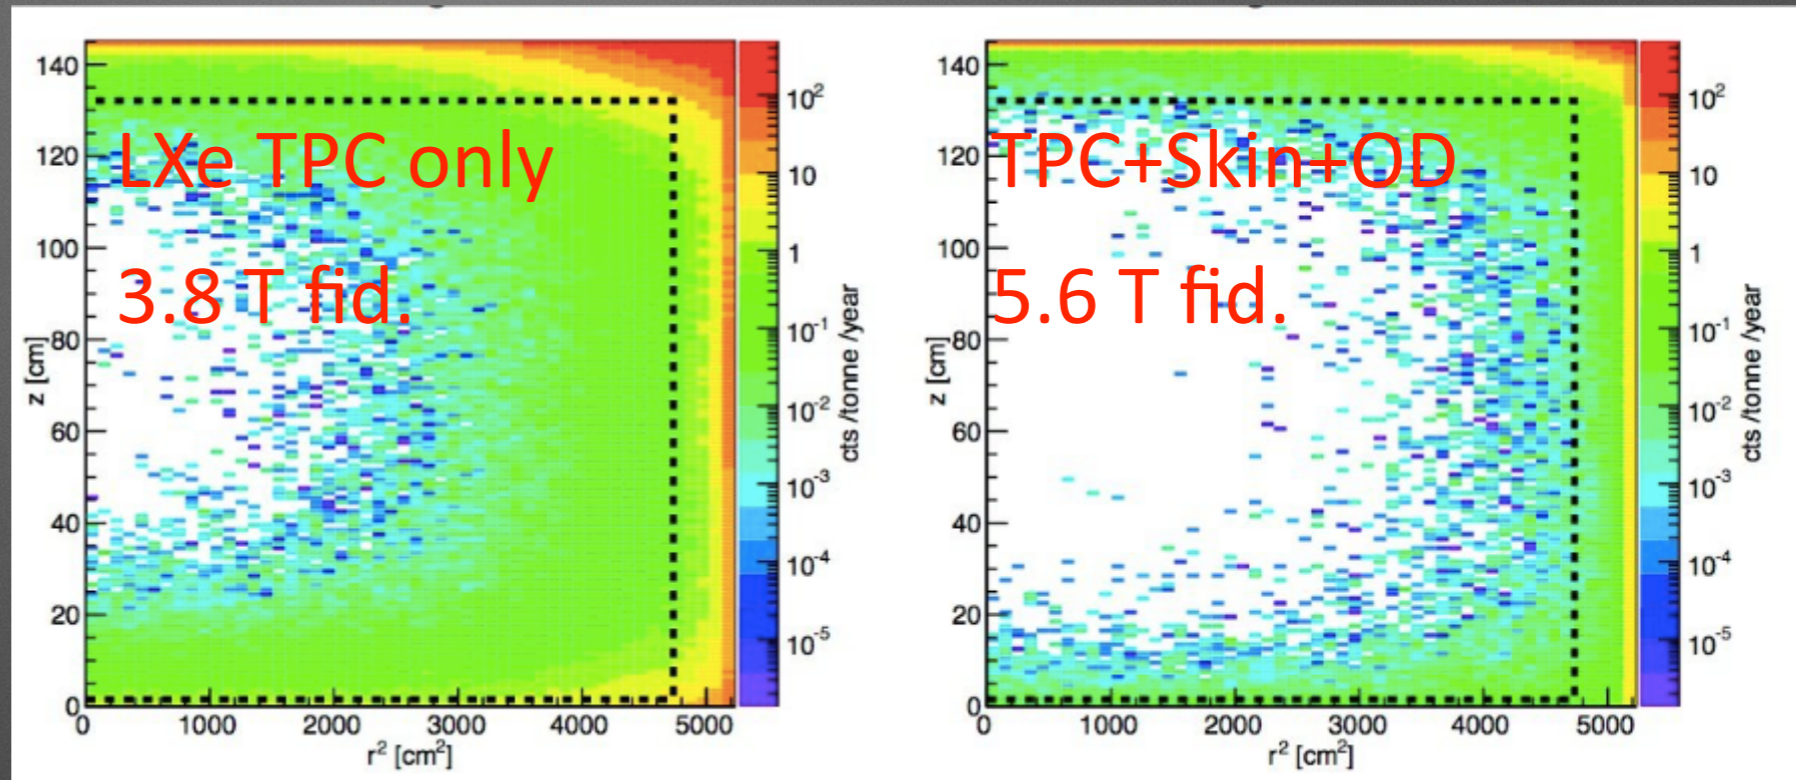 LXe TPC only
3.8 T fid.
z [cm]
140
120
100
80
60
40
20
0
0 1000 2000 3000 4000 5000
r² [cm²]
10²
10
1
10⁻¹
10⁻²
10⁻³
10⁻⁴
10⁻⁵
cts /tonne /year
TPC+Skin+OD
5.6 T fid.
z [cm]
140
120
100
80
60
40
20
0
0 1000 2000 3000 4000 5000
r² [cm²]
10²
10
1
10⁻¹
10⁻²
10⁻³
10⁻⁴
10⁻⁵
cts /tonne /year